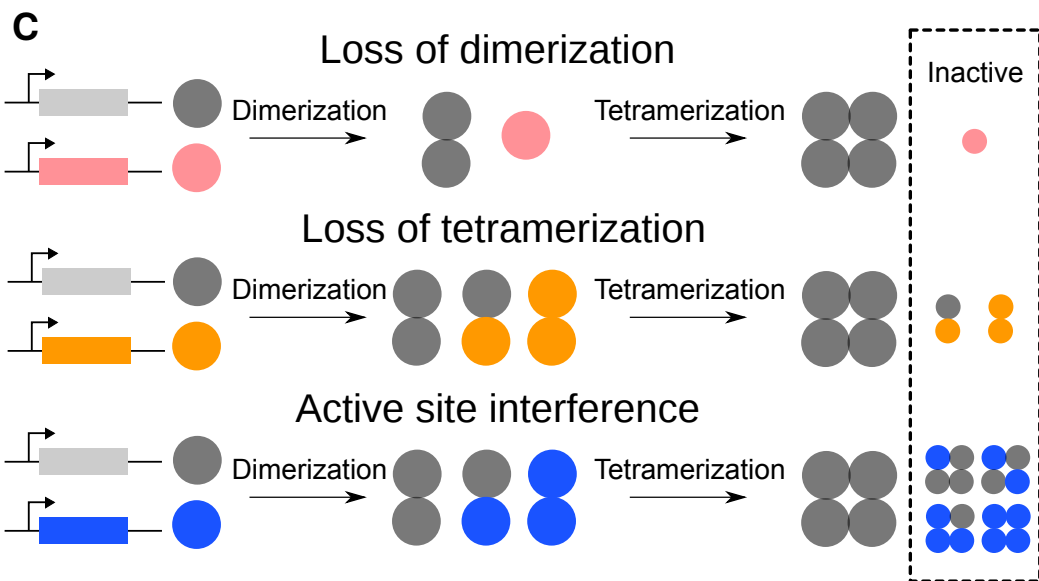 C
Loss of dimerization
Inactive
Dimerization
Tetramerization
Loss of tetramerization
Dimerization
Tetramerization
Active site interference
Dimerization
Tetramerization